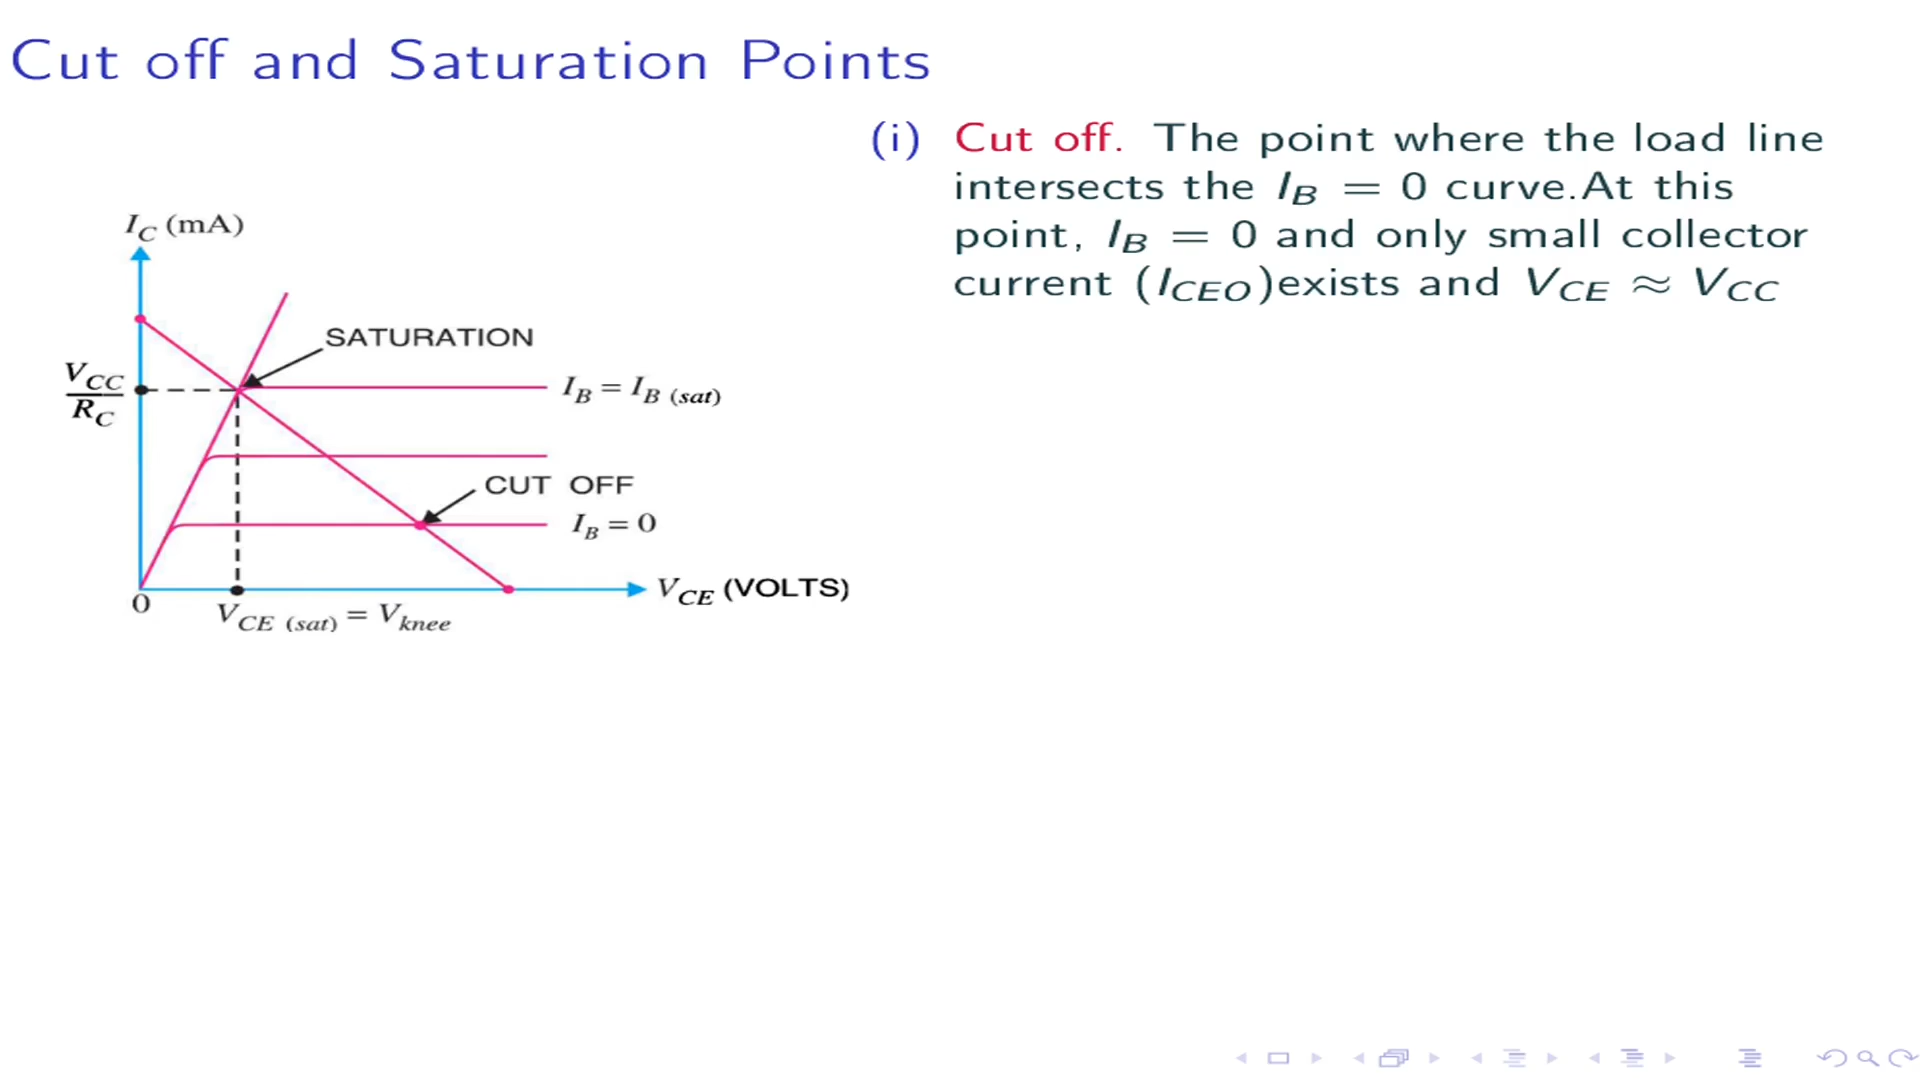 Cut off and Saturation Points
(i) Cut off. The point where the load line
intersects the I_B = 0 curve.At this
point, I_B = 0 and only small collector
current (I_CEO)exists and V_CE ≈ V_CC
I_C (mA)
SATURATION
V_CC
R_C
I_B = I_B (sat)
CUT OFF
I_B = 0
V_CE (VOLTS)
0
V_CE (sat) = V_knee